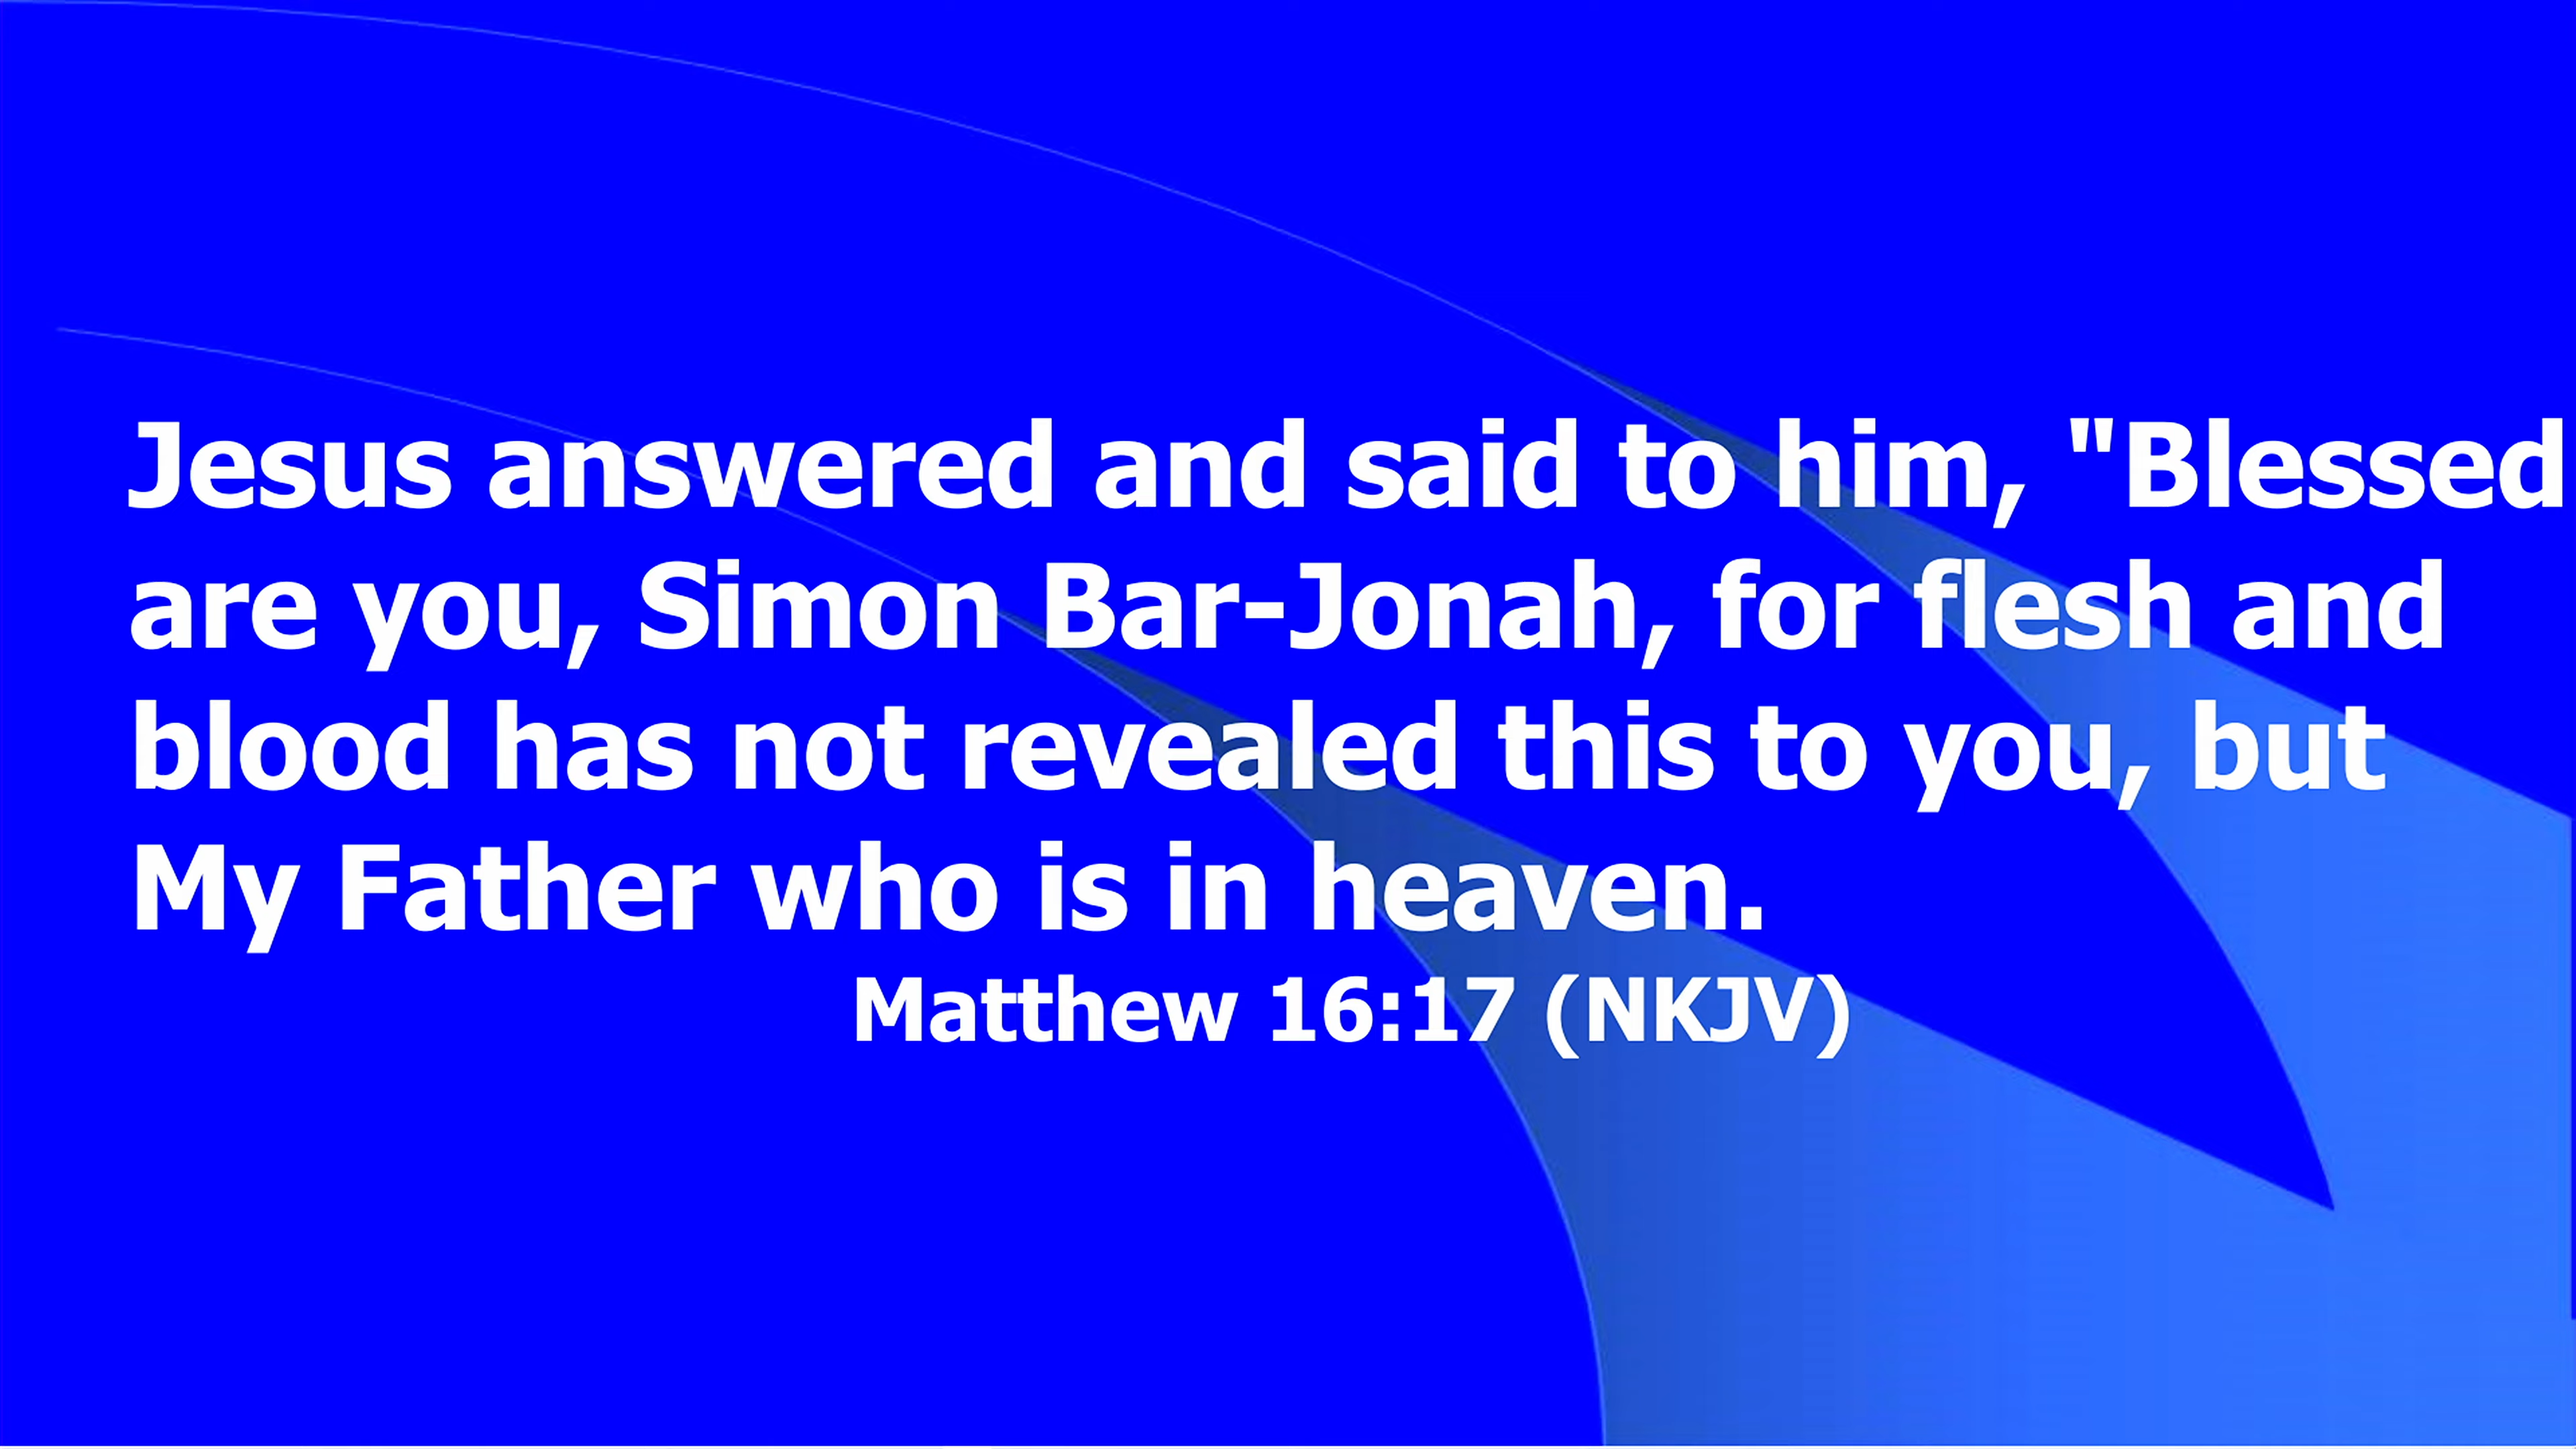 Jesus answered and said to him, "Blessed
are you, Simon Bar-Jonah, for flesh and
blood has not revealed this to you, but
My Father who is in heaven.
Matthew 16:17 (NKJV)